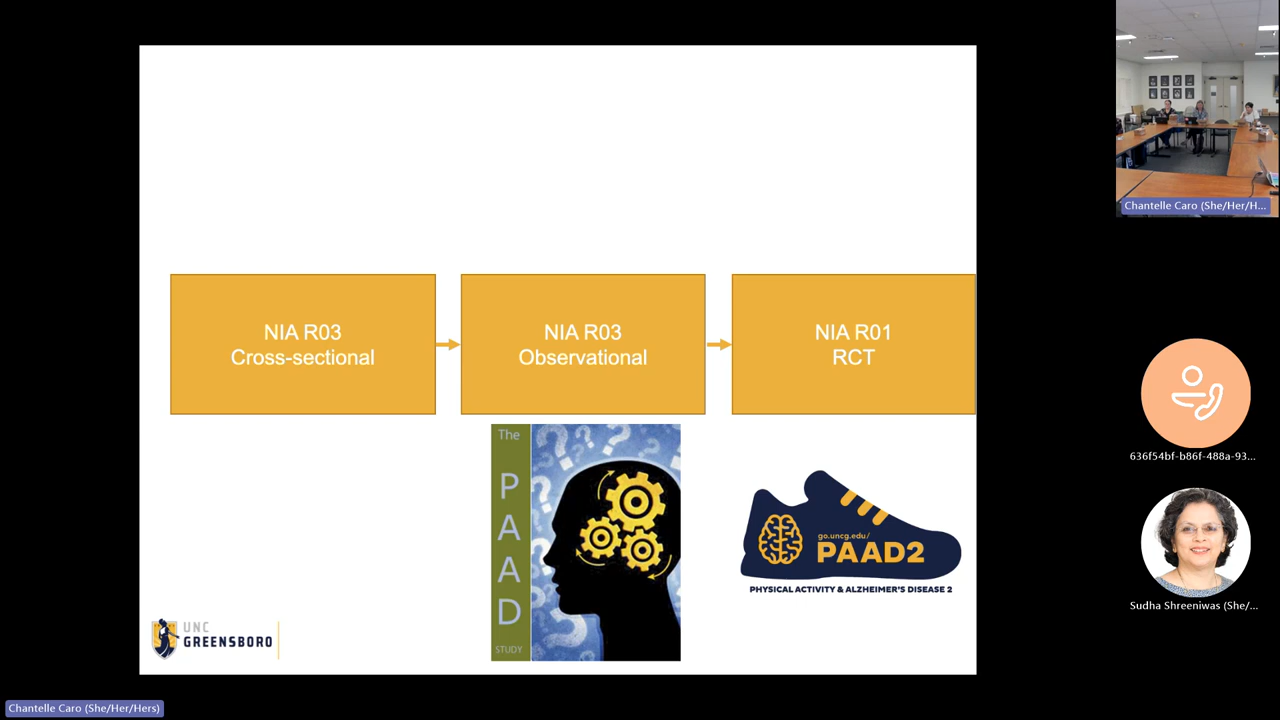 NIA R03
Cross-sectional
NIA R03
Observational
NIA R01
RCT
The
P
A
A
D
STUDY
go.uncg.edu/
PAAD2
PHYSICAL ACTIVITY & ALZHEIMER'S DISEASE 2
UNC
GREENSBORO
Chantelle Caro (She/Her/H...
636f54bf-b86f-488a-93...
Sudha Shreeniwas (She/...
Chantelle Caro (She/Her/Hers)